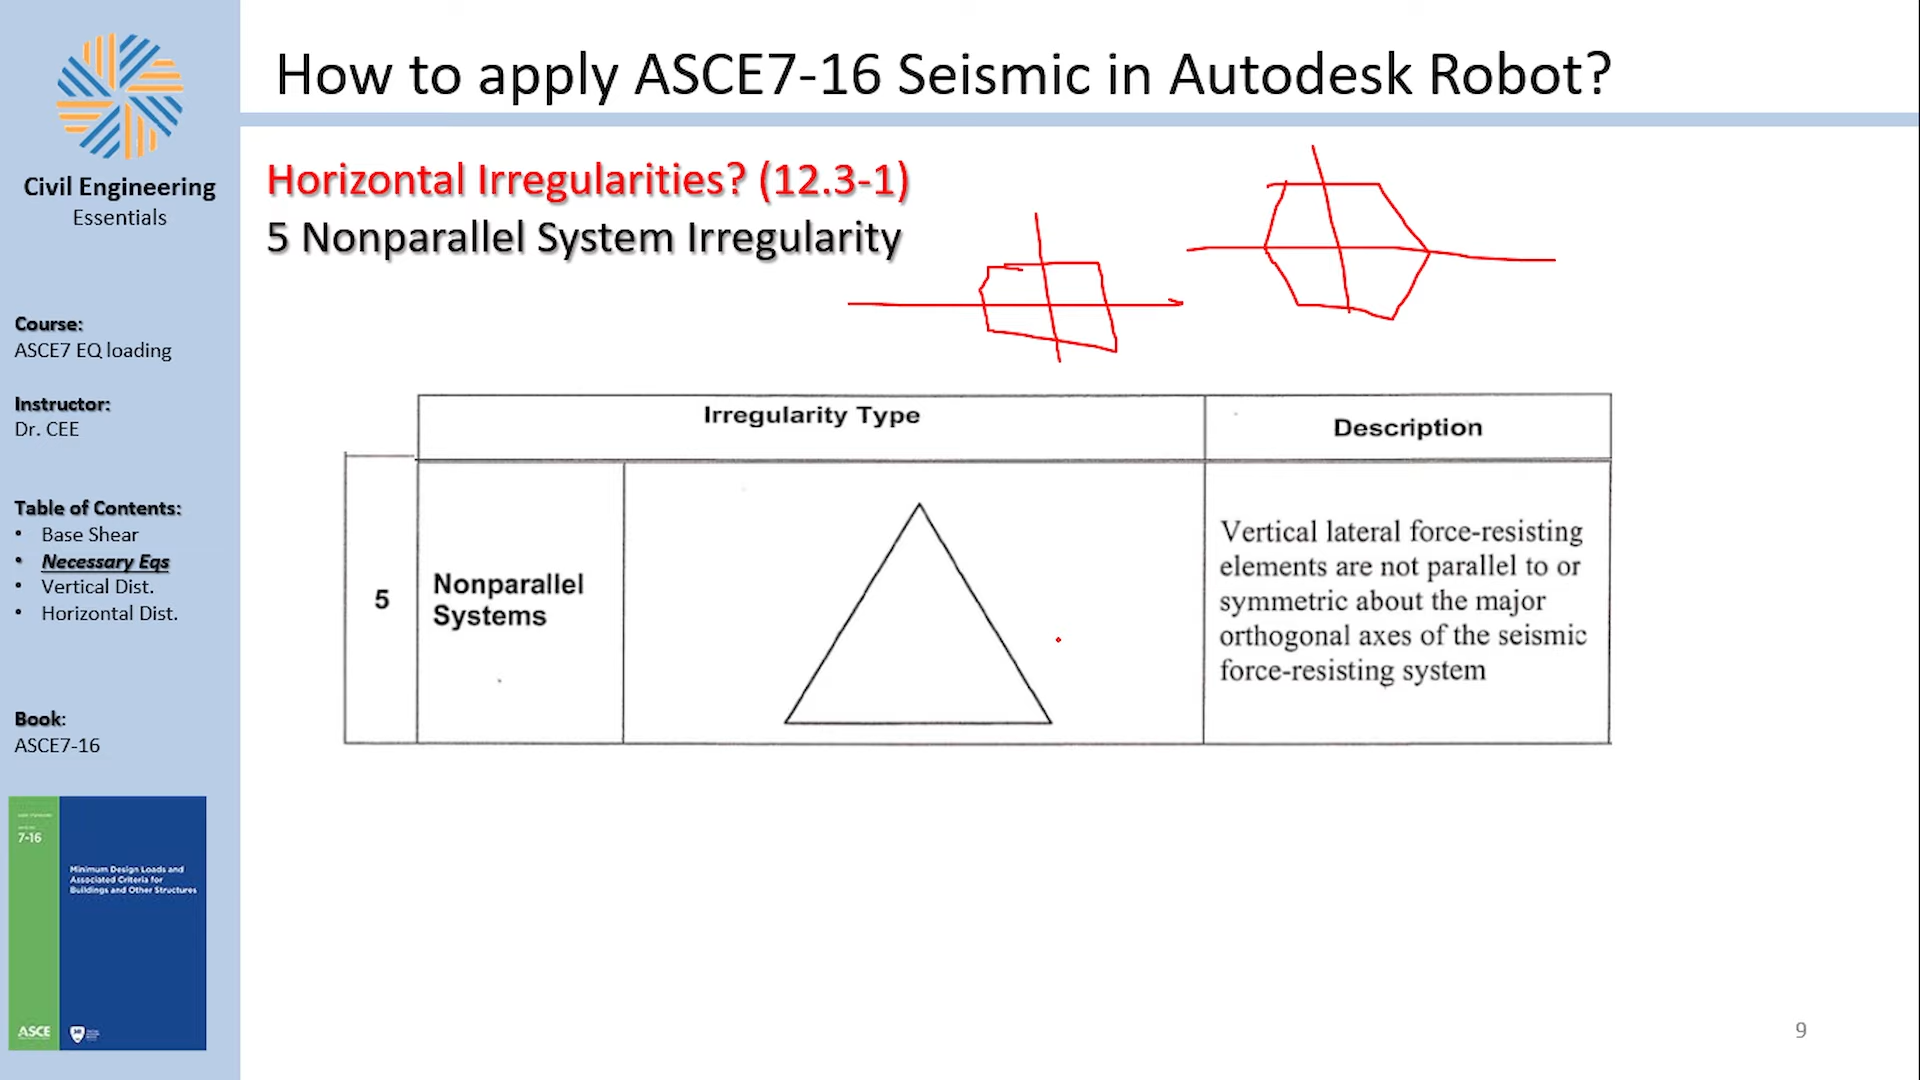 How to apply ASCE7-16 Seismic in Autodesk Robot?
Civil Engineering
Essentials
Horizontal Irregularities? (12.3-1)
5 Nonparallel System Irregularity
Course:
ASCE7 EQ loading
Instructor:
Dr. CEE
Table of Contents:
• Base Shear
• Necessary Eqs
• Vertical Dist.
• Horizontal Dist.
Book:
ASCE7-16
7-16
Minimum Design Loads and
Associated Criteria for
Buildings and Other Structures
ASCE
Irregularity Type
Description
5
Nonparallel
Systems
Vertical lateral force-resisting
elements are not parallel to or
symmetric about the major
orthogonal axes of the seismic
force-resisting system
9